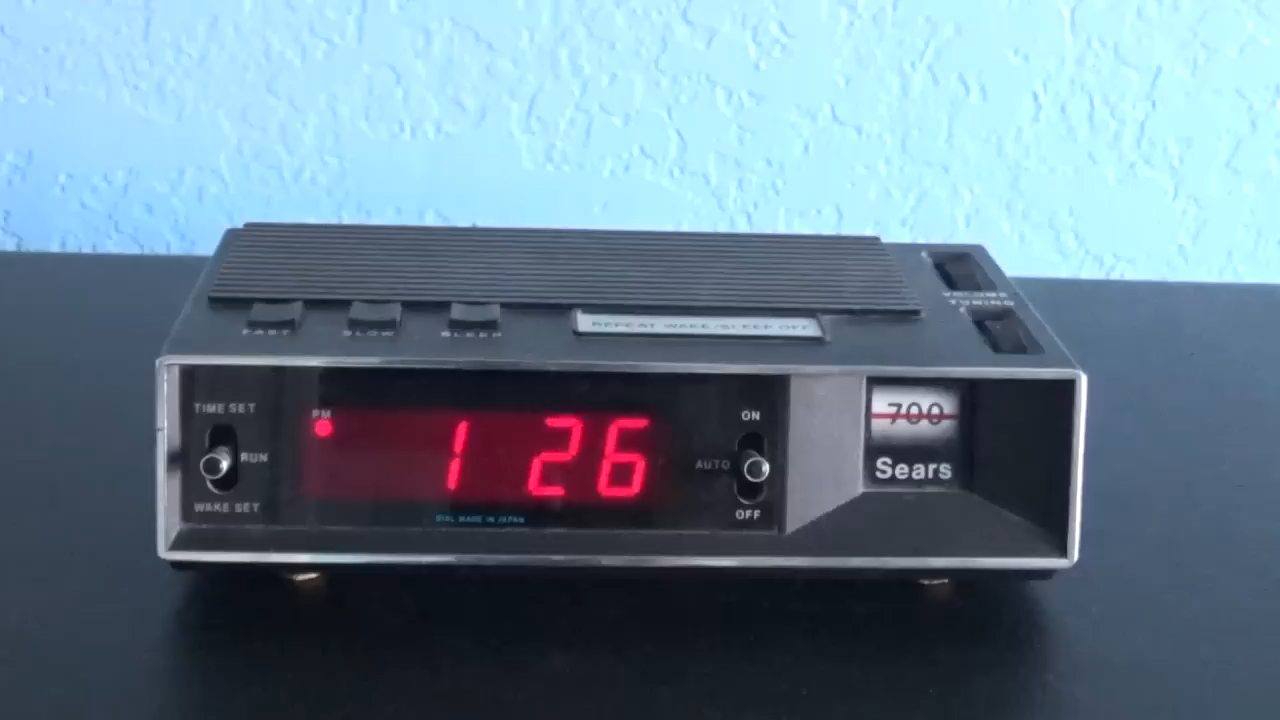 VOLUME
TUNING
FAST SLOW SLEEP
REPEAT WAKE/SLEEP OFF
TIME SET
RUN
WAKE SET
PM
1 26
DIAL MADE IN JAPAN
ON
AUTO
OFF
700
Sears